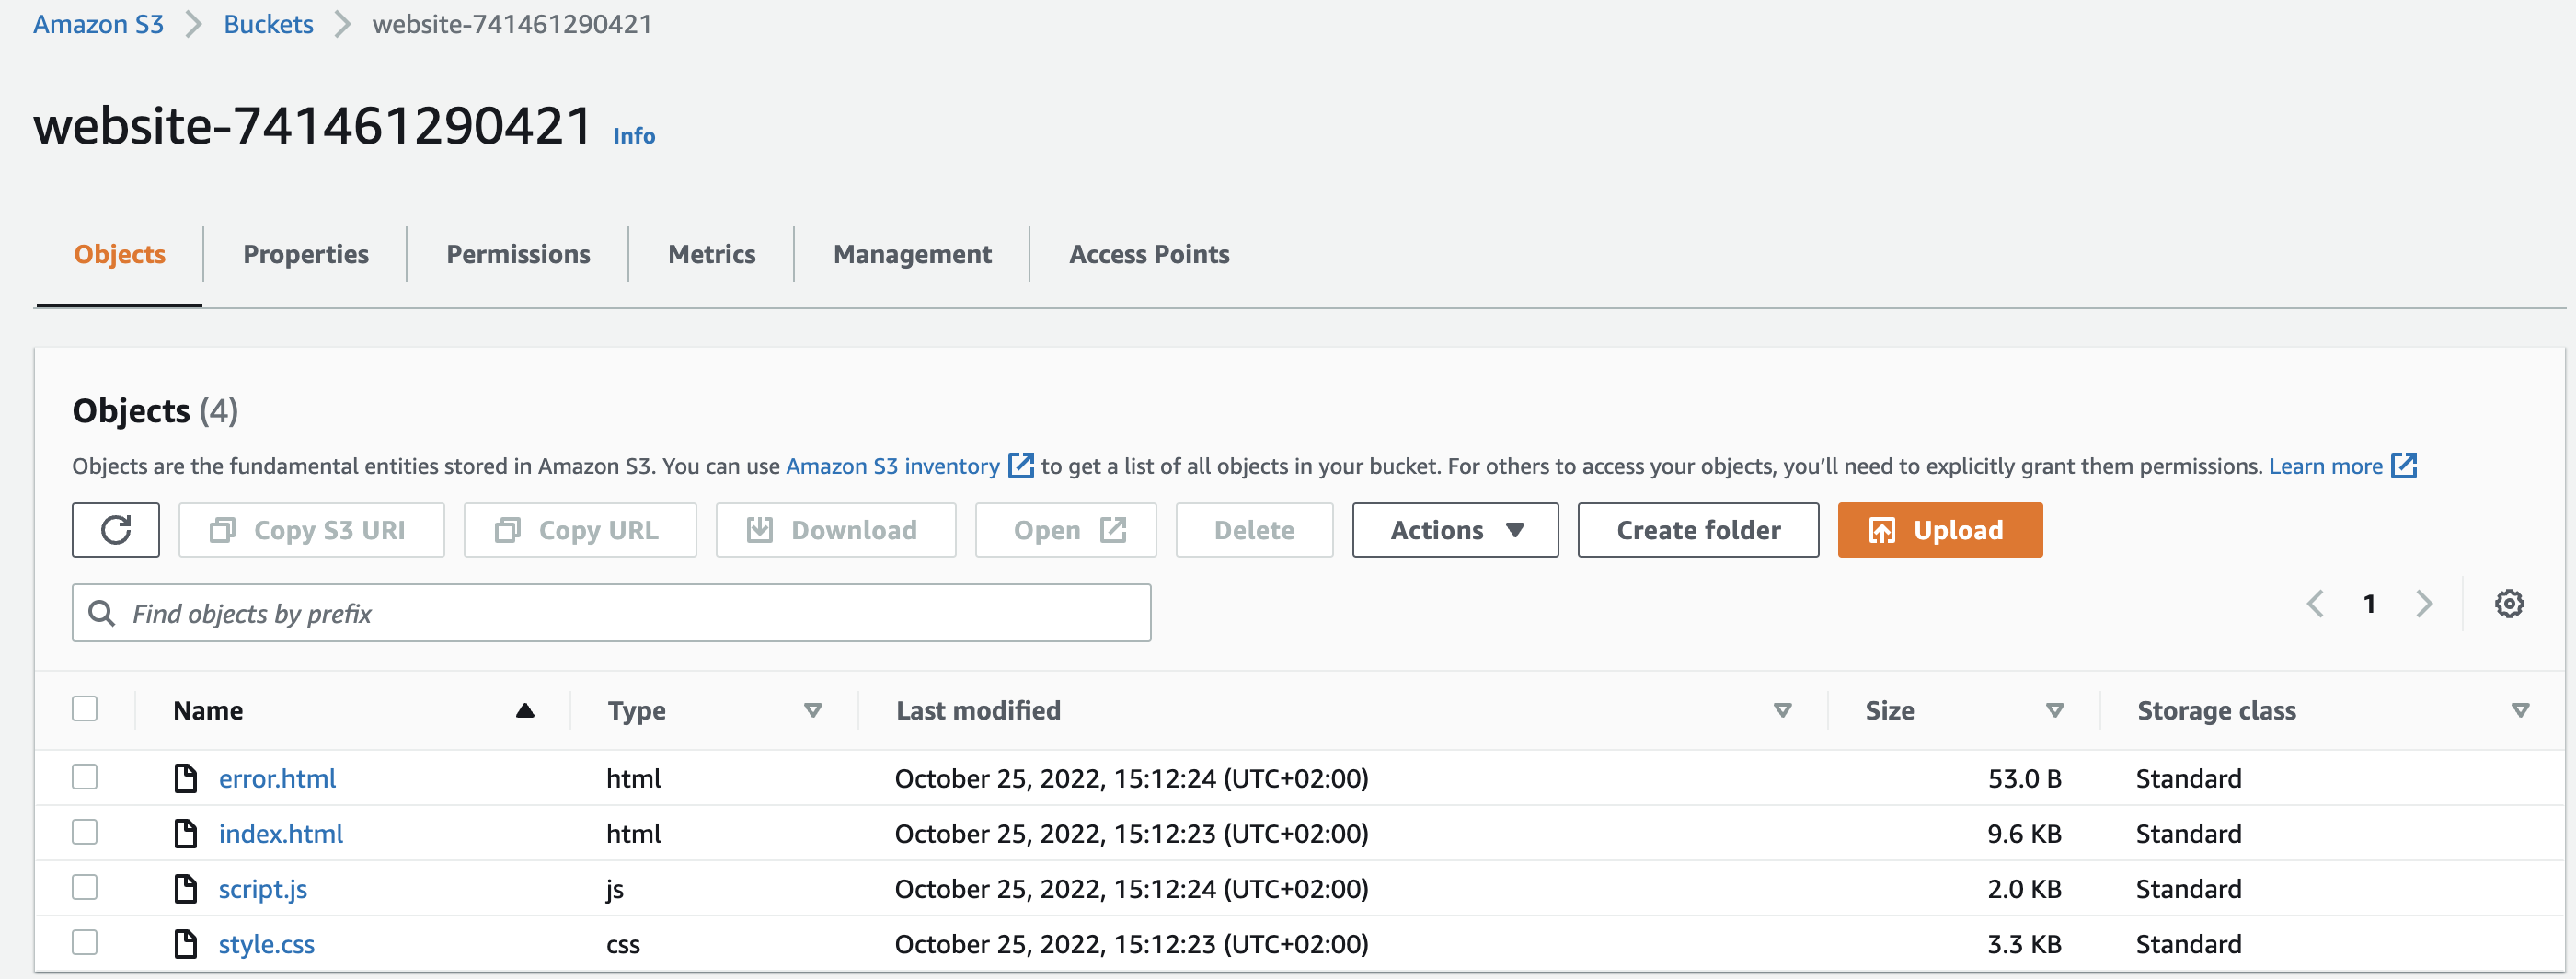 Amazon S3 > Buckets > website-741461290421
website-741461290421 Info
Objects Properties Permissions Metrics Management Access Points
Objects (4)
Objects are the fundamental entities stored in Amazon S3. You can use Amazon S3 inventory to get a list of all objects in your bucket. For others to access your objects, you'll need to explicitly grant them permissions. Learn more
Copy S3 URI Copy URL Download Open Delete Actions Create folder Upload
Find objects by prefix 1
Name Type Last modified Size Storage class
error.html html October 25, 2022, 15:12:24 (UTC+02:00) 53.0 B Standard
index.html html October 25, 2022, 15:12:23 (UTC+02:00) 9.6 KB Standard
script.js js October 25, 2022, 15:12:24 (UTC+02:00) 2.0 KB Standard
style.css css October 25, 2022, 15:12:23 (UTC+02:00) 3.3 KB Standard